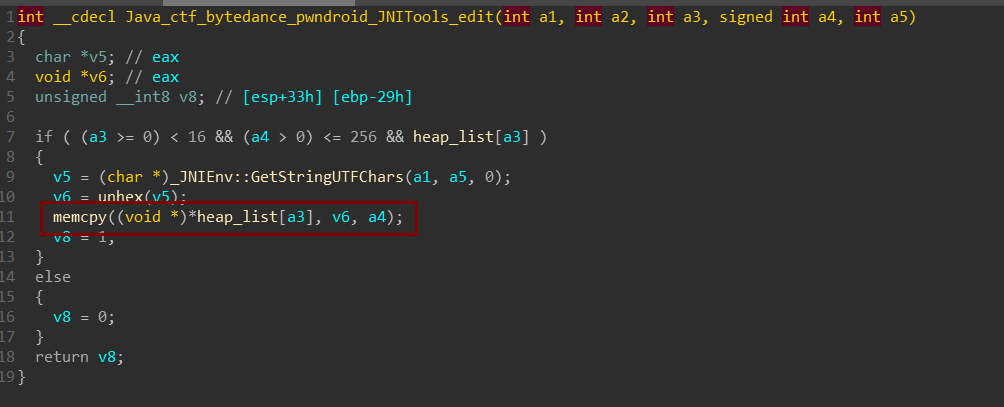 1 int __cdecl Java_ctf_bytedance_pwndroid_JNITools_edit(int a1, int a2, int a3, signed int a4, int a5)
2 {
3   char *v5; // eax
4   void *v6; // eax
5   unsigned __int8 v8; // [esp+33h] [ebp-29h]
6
7   if ( (a3 >= 0) < 16 && (a4 > 0) <= 256 && heap_list[a3] )
8   {
9     v5 = (char *)_JNIEnv::GetStringUTFChars(a1, a5, 0);
10     v6 = unhex(v5);
11     memcpy((void *)*heap_list[a3], v6, a4);
12     v8 = 1;
13   }
14   else
15   {
16     v8 = 0;
17   }
18   return v8;
19 }